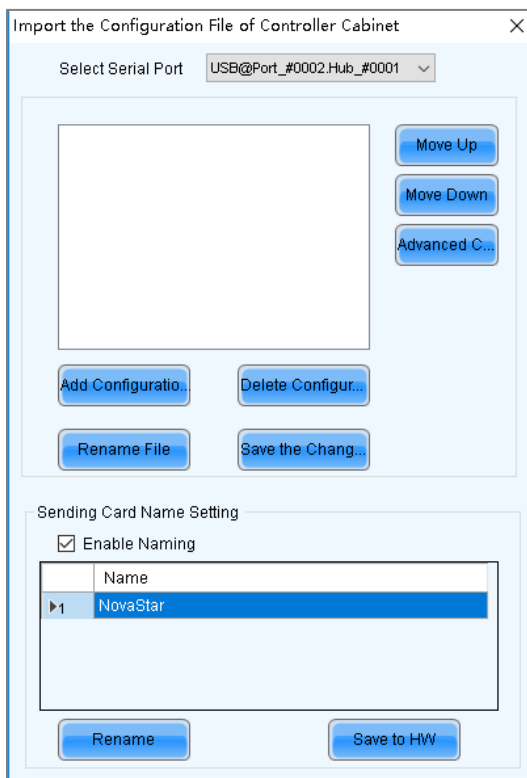 Import the Configuration File of Controller Cabinet
Select Serial Port USB@Port_#0002.Hub_#0001
Move Up
Move Down
Advanced C...
Add Configuratio... Delete Configur...
Rename File Save the Chang...
Sending Card Name Setting
Enable Naming
Name
1 NovaStar
Rename Save to HW